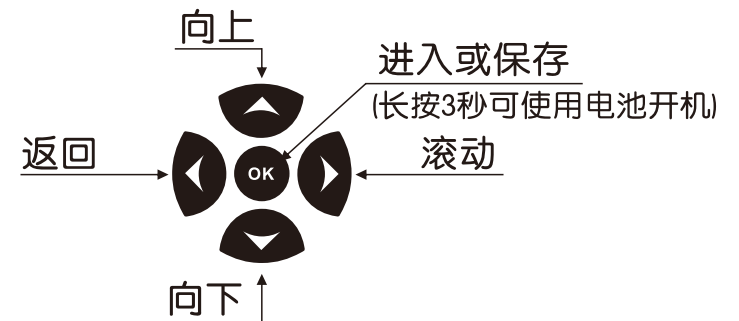 向上
进入或保存
(长按3秒可使用电池开机)
返回
滚动
OK
向下